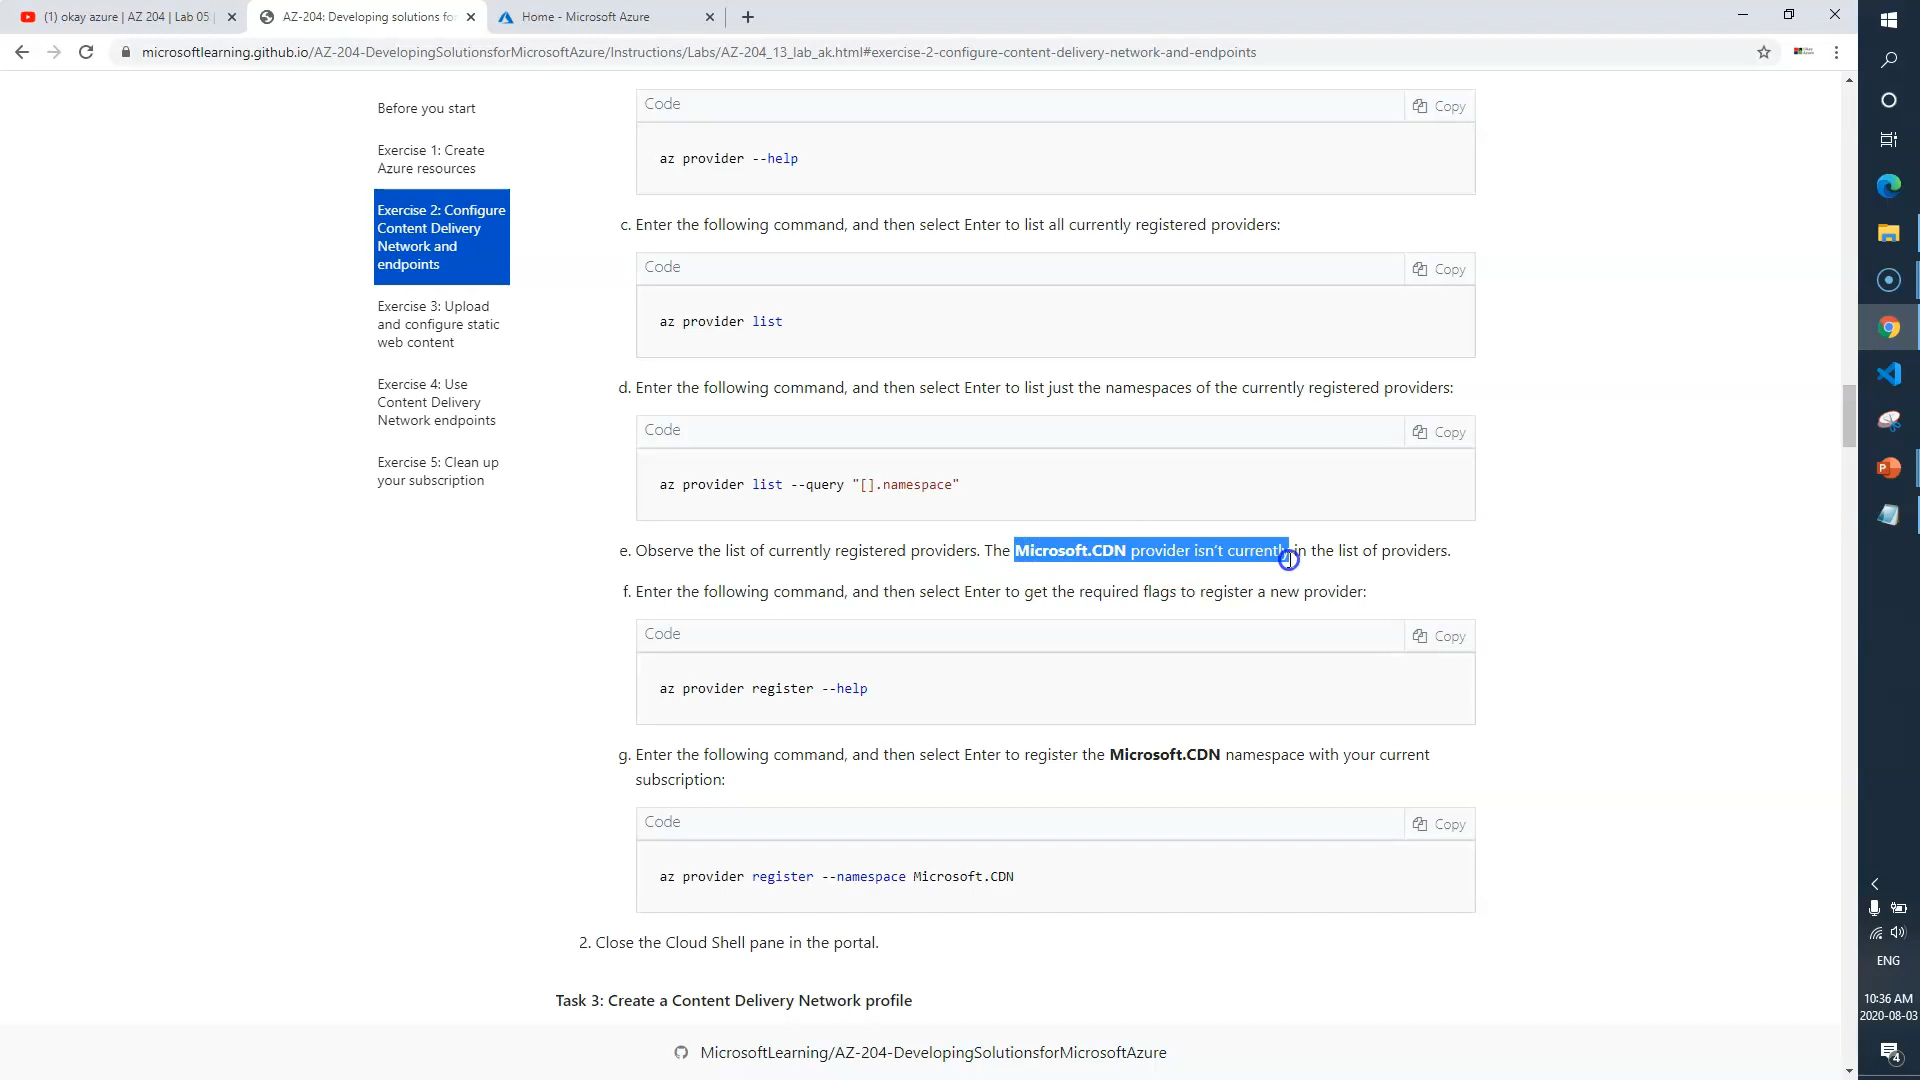 (1) okay azure | AZ 204 | Lab 05
AZ-204: Developing solutions for
Home - Microsoft Azure
microsoftlearning.github.io/AZ-204-DevelopingSolutionsforMicrosoftAzure/Instructions/Labs/AZ-204_13_lab_ak.html#exercise-2-configure-content-delivery-network-and-endpoints
Before you start
Exercise 1: Create
Azure resources
Exercise 2: Configure
Content Delivery
Network and
endpoints
Exercise 3: Upload
and configure static
web content
Exercise 4: Use
Content Delivery
Network endpoints
Exercise 5: Clean up
your subscription
Code
Copy
az provider --help
c. Enter the following command, and then select Enter to list all currently registered providers:
Code
Copy
az provider list
d. Enter the following command, and then select Enter to list just the namespaces of the currently registered providers:
Code
Copy
az provider list --query "[].namespace"
e. Observe the list of currently registered providers. The Microsoft.CDN provider isn't currently in the list of providers.
f. Enter the following command, and then select Enter to get the required flags to register a new provider:
Code
Copy
az provider register --help
g. Enter the following command, and then select Enter to register the Microsoft.CDN namespace with your current
subscription:
Code
Copy
az provider register --namespace Microsoft.CDN
2. Close the Cloud Shell pane in the portal.
Task 3: Create a Content Delivery Network profile
MicrosoftLearning/AZ-204-DevelopingSolutionsforMicrosoftAzure
ENG
10:36 AM
2020-08-03
4